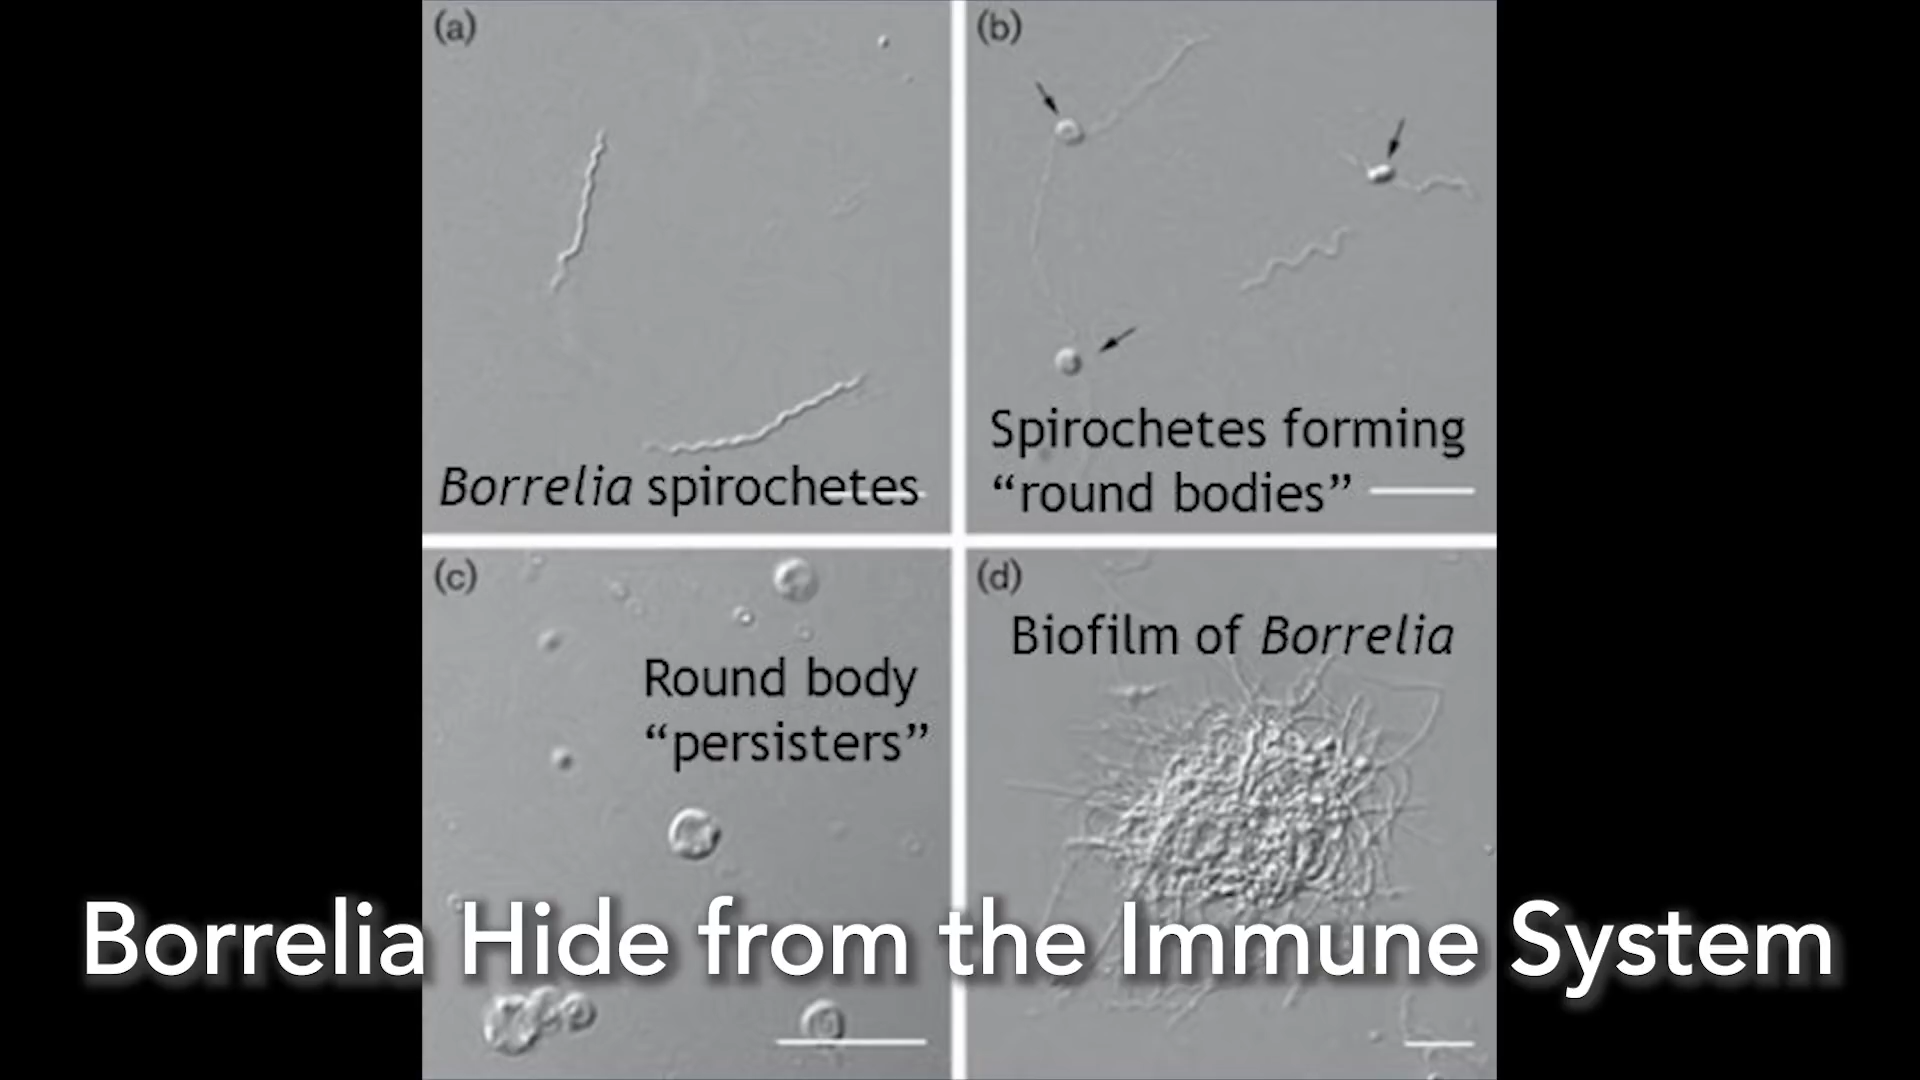 (a)
Borrelia spirochetes
(b)
Spirochetes forming
“round bodies”
(c)
Round body
“persisters”
(d)
Biofilm of Borrelia
Borrelia Hide from the Immune System